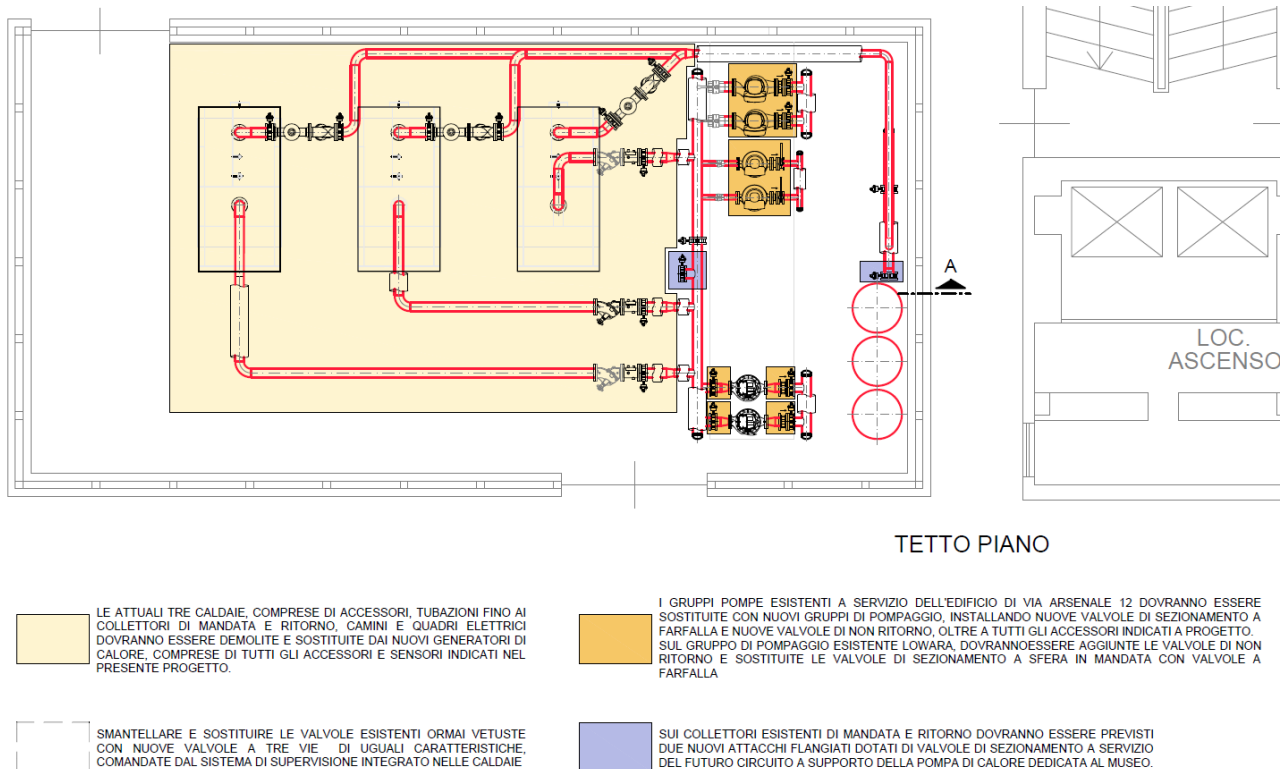 A
LOC.
ASCENSO
TETTO PIANO
LE ATTUALI TRE CALDAIE, COMPRESE DI ACCESSORI, TUBAZIONI FINO AI
COLLETTORI DI MANDATA E RITORNO, CAMINI E QUADRI ELETTRICI
DOVRANNO ESSERE DEMOLITE E SOSTITUITE DAI NUOVI GENERATORI DI
CALORE, COMPRESE DI TUTTI GLI ACCESSORI E SENSORI INDICATI NEL
PRESENTE PROGETTO.
I GRUPPI POMPE ESISTENTI A SERVIZIO DELL'EDIFICIO DI VIA ARSENALE 12 DOVRANNO ESSERE
SOSTITUITE CON NUOVI GRUPPI DI POMPAGGIO, INSTALLANDO NUOVE VALVOLE DI SEZIONAMENTO A
FARFALLA E NUOVE VALVOLE DI NON RITORNO, OLTRE A TUTTI GLI ACCESSORI INDICATI A PROGETTO.
SUL GRUPPO DI POMPAGGIO ESISTENTE LOWARA, DOVRANNOESSERE AGGIUNTE LE VALVOLE DI NON
RITORNO E SOSTITUITE LE VALVOLE DI SEZIONAMENTO A SFERA IN MANDATA CON VALVOLE A
FARFALLA
SMANTELLARE E SOSTITUIRE LE VALVOLE ESISTENTI ORMAI VETUSTE
CON NUOVE VALVOLE A TRE VIE DI UGUALI CARATTERISTICHE,
COMANDATE DAL SISTEMA DI SUPERVISIONE INTEGRATO NELLE CALDAIE
SUI COLLETTORI ESISTENTI DI MANDATA E RITORNO DOVRANNO ESSERE PREVISTI
DUE NUOVI ATTACCHI FLANGIATI DOTATI DI VALVOLE DI SEZIONAMENTO A SERVIZIO
DEL FUTURO CIRCUITO A SUPPORTO DELLA POMPA DI CALORE DEDICATA AL MUSEO.